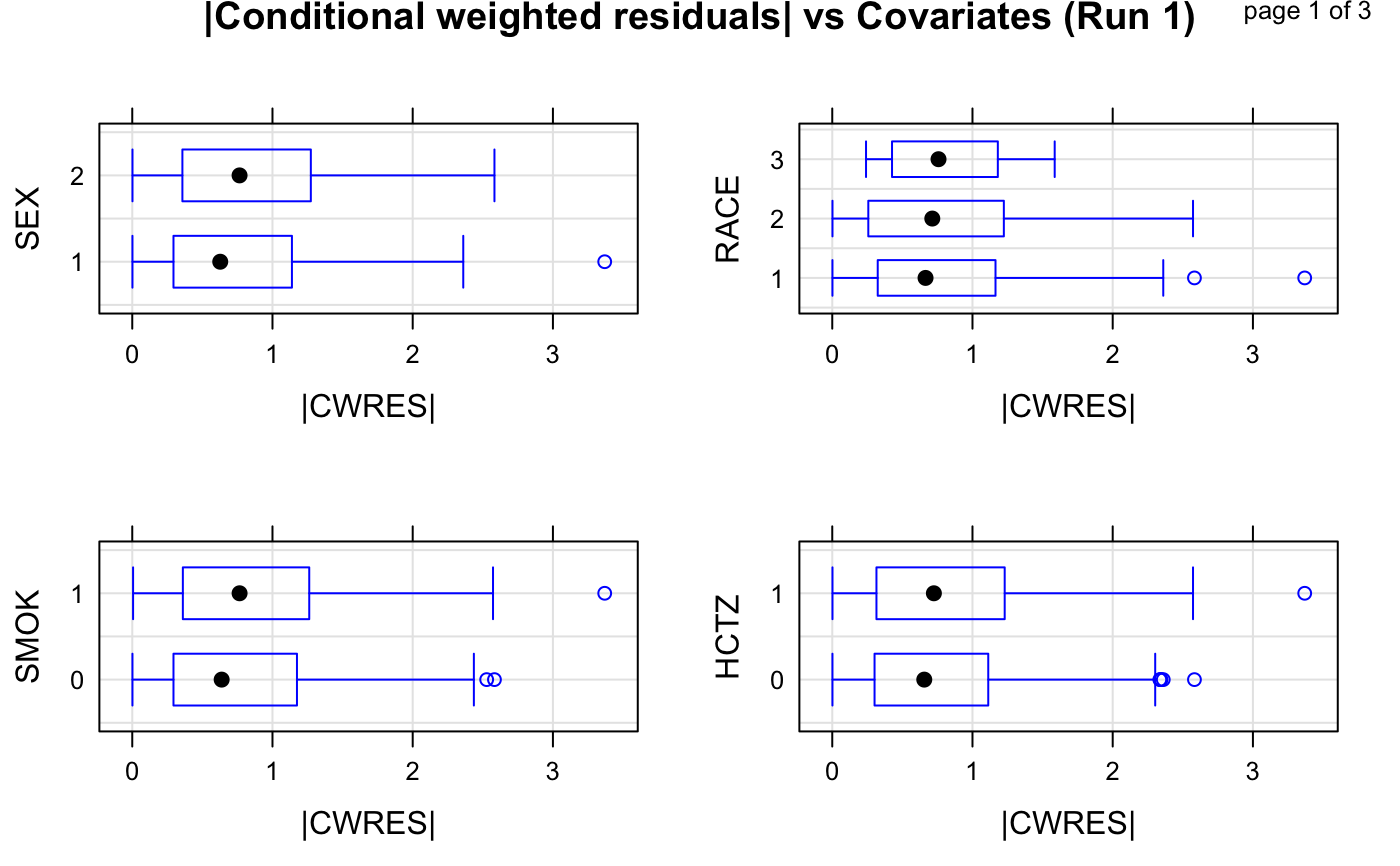 |Conditional weighted residuals| vs Covariates (Run 1)
page 1 of 3
SEX
2
1
0 1 2 3
|CWRES|
RACE
3
2
1
0 1 2 3
|CWRES|
SMOK
1
0
0 1 2 3
|CWRES|
HCTZ
1
0
0 1 2 3
|CWRES|